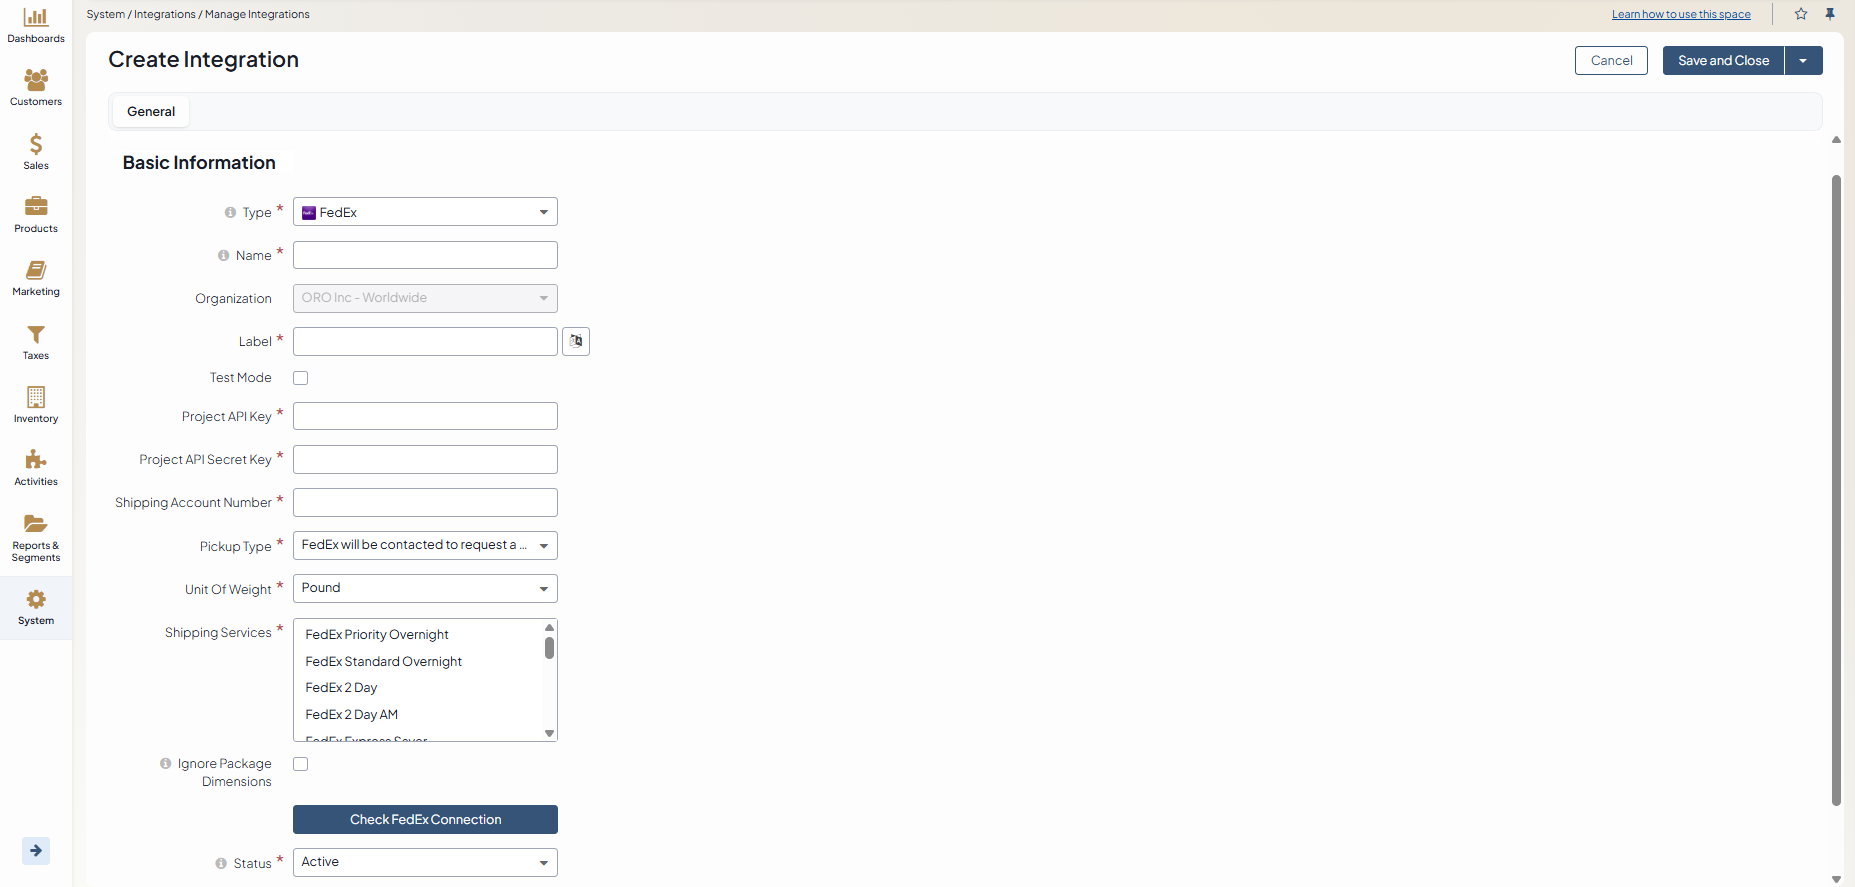 System / Integrations / Manage Integrations
Learn how to use this space
Dashboards
Customers
Sales
Products
Marketing
Taxes
Inventory
Activities
Reports &
Segments
System
Create Integration
Cancel
Save and Close
General
Basic Information
Type *
FedEx
Name *
Organization
ORO Inc - Worldwide
Label *
Test Mode
Project API Key *
Project API Secret Key *
Shipping Account Number *
Pickup Type *
FedEx will be contacted to request a ...
Unit Of Weight *
Pound
Shipping Services *
FedEx Priority Overnight
FedEx Standard Overnight
FedEx 2 Day
FedEx 2 Day AM
FedEx Express Saver
Ignore Package
Dimensions
Check FedEx Connection
Status *
Active